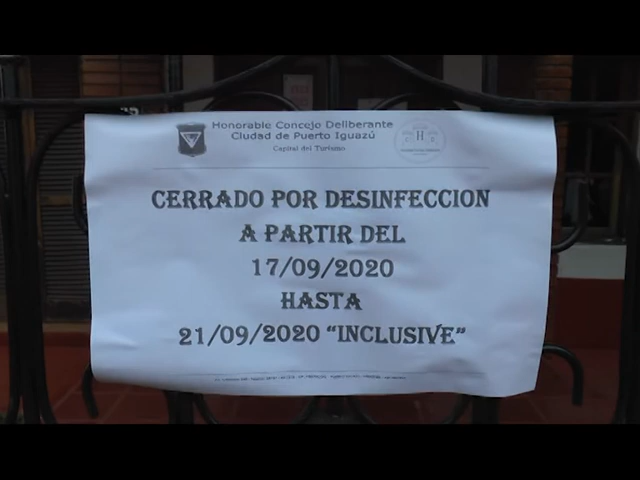 Honorable Concejo Deliberante
Ciudad de Puerto Iguazú
Capital del Turismo
H
CERRADO POR DESINFECCION
A PARTIR DEL
17/09/2020
HASTA
21/09/2020 “INCLUSIVE”